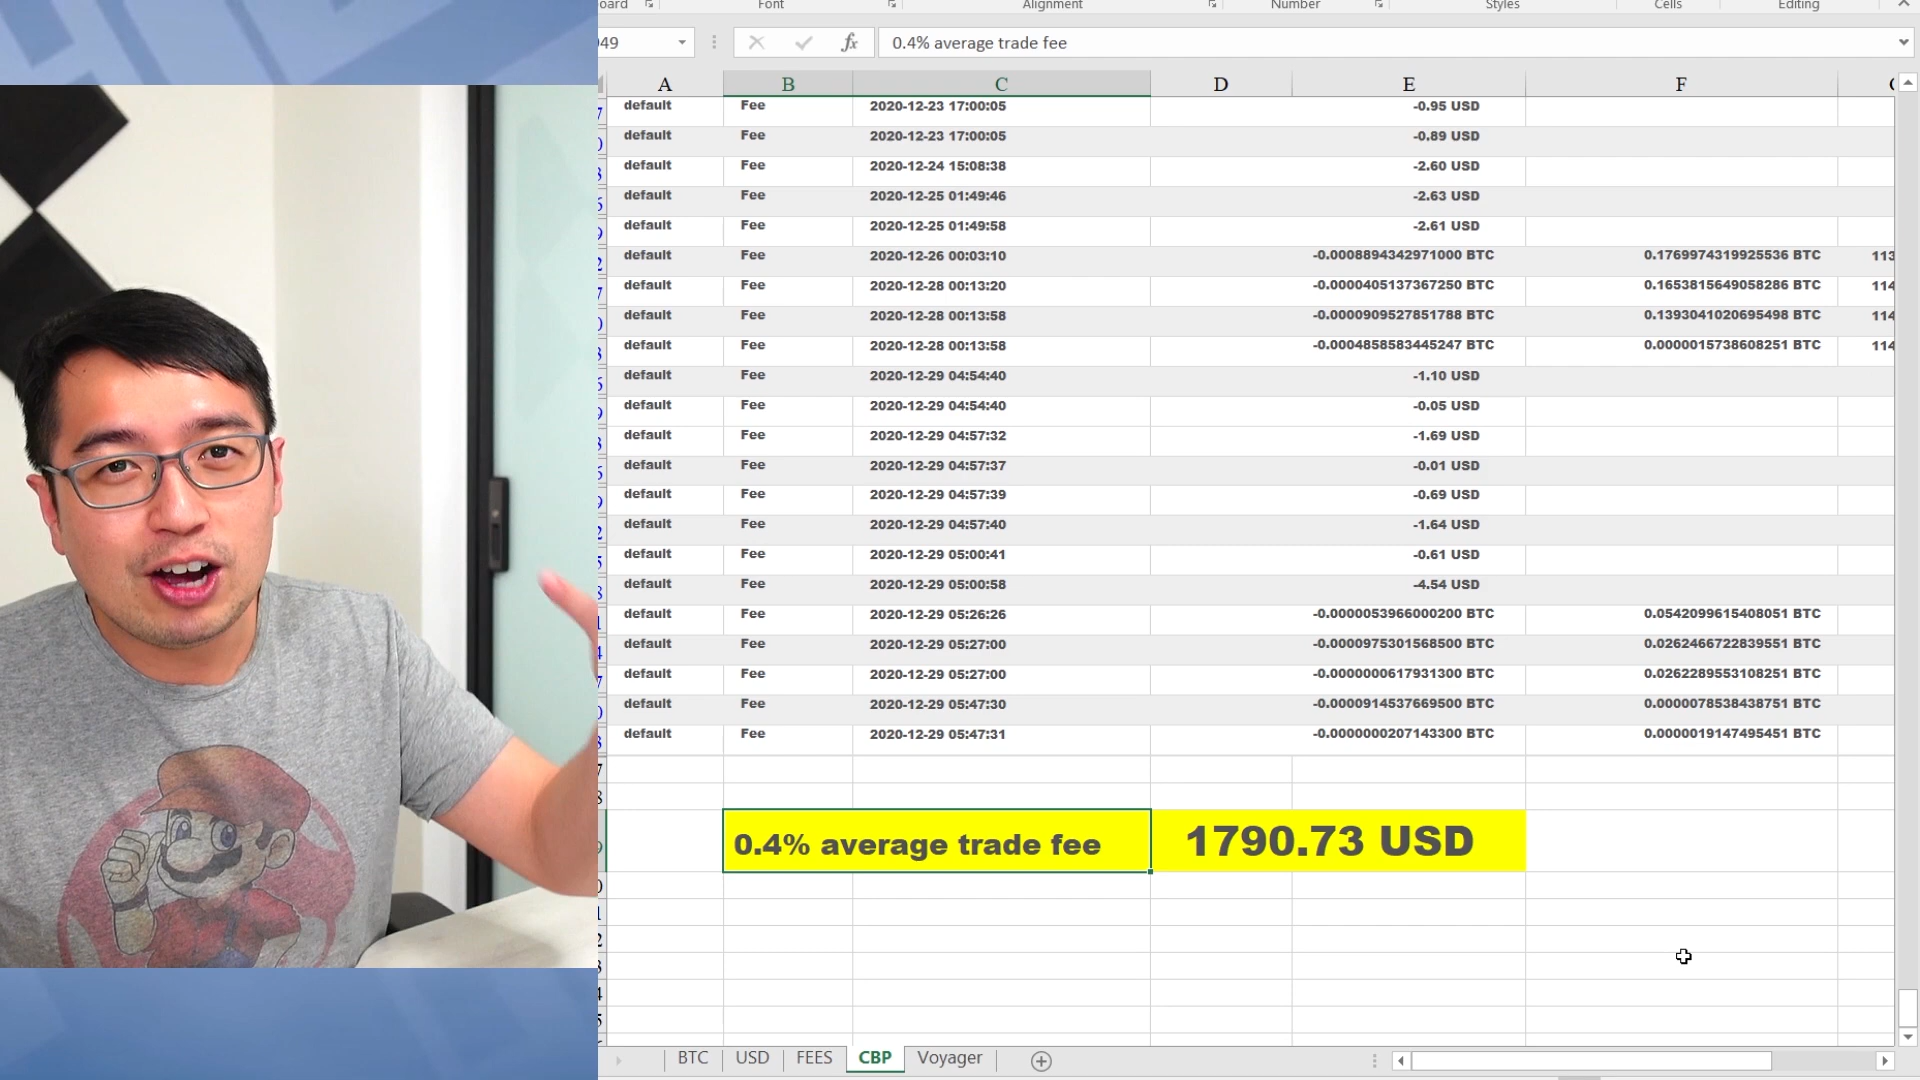 oard
Font
Alignment
Number
Styles
Cells
Editing
49
fx
0.4% average trade fee
A B C D E F
default Fee 2020-12-23 17:00:05 -0.95 USD
default Fee 2020-12-23 17:00:05 -0.89 USD
default Fee 2020-12-24 15:08:38 -2.60 USD
default Fee 2020-12-25 01:49:46 -2.63 USD
default Fee 2020-12-25 01:49:58 -2.61 USD
default Fee 2020-12-26 00:03:10 -0.0008894342971000 BTC 0.1769974319925536 BTC 113
default Fee 2020-12-28 00:13:20 -0.0000405137367250 BTC 0.1653815649058286 BTC 114
default Fee 2020-12-28 00:13:58 -0.0000909527851788 BTC 0.1393041020695498 BTC 114
default Fee 2020-12-28 00:13:58 -0.0004858583445247 BTC 0.0000015738608251 BTC 114
default Fee 2020-12-29 04:54:40 -1.10 USD
default Fee 2020-12-29 04:54:40 -0.05 USD
default Fee 2020-12-29 04:57:32 -1.69 USD
default Fee 2020-12-29 04:57:37 -0.01 USD
default Fee 2020-12-29 04:57:39 -0.69 USD
default Fee 2020-12-29 04:57:40 -1.64 USD
default Fee 2020-12-29 05:00:41 -0.61 USD
default Fee 2020-12-29 05:00:58 -4.54 USD
default Fee 2020-12-29 05:26:26 -0.0000053966000200 BTC 0.0542099615408051 BTC
default Fee 2020-12-29 05:27:00 -0.0000975301568500 BTC 0.0262466722839551 BTC
default Fee 2020-12-29 05:27:00 -0.0000000617931300 BTC 0.0262289553108251 BTC
default Fee 2020-12-29 05:47:30 -0.0000914537669500 BTC 0.0000078538438751 BTC
default Fee 2020-12-29 05:47:31 -0.0000000207143300 BTC 0.0000019147495451 BTC
0.4% average trade fee 1790.73 USD
BTC USD FEES CBP Voyager